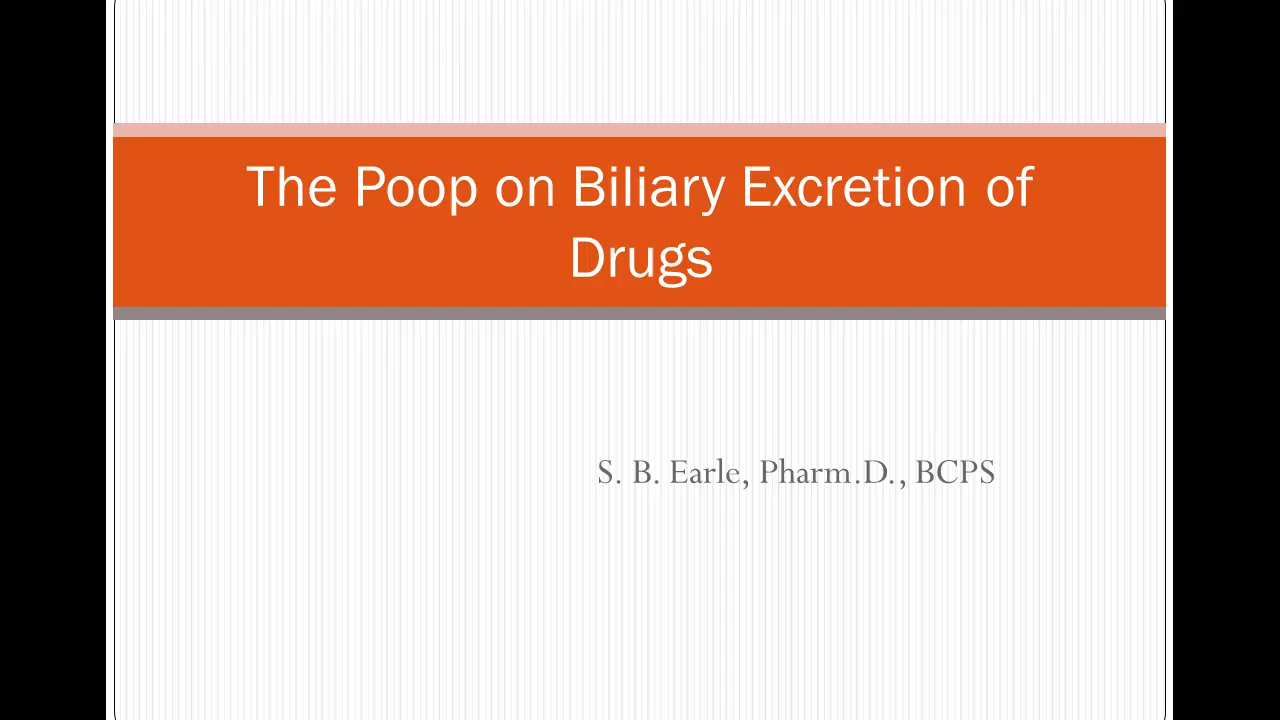 The Poop on Biliary Excretion of
Drugs
S. B. Earle, Pharm.D., BCPS